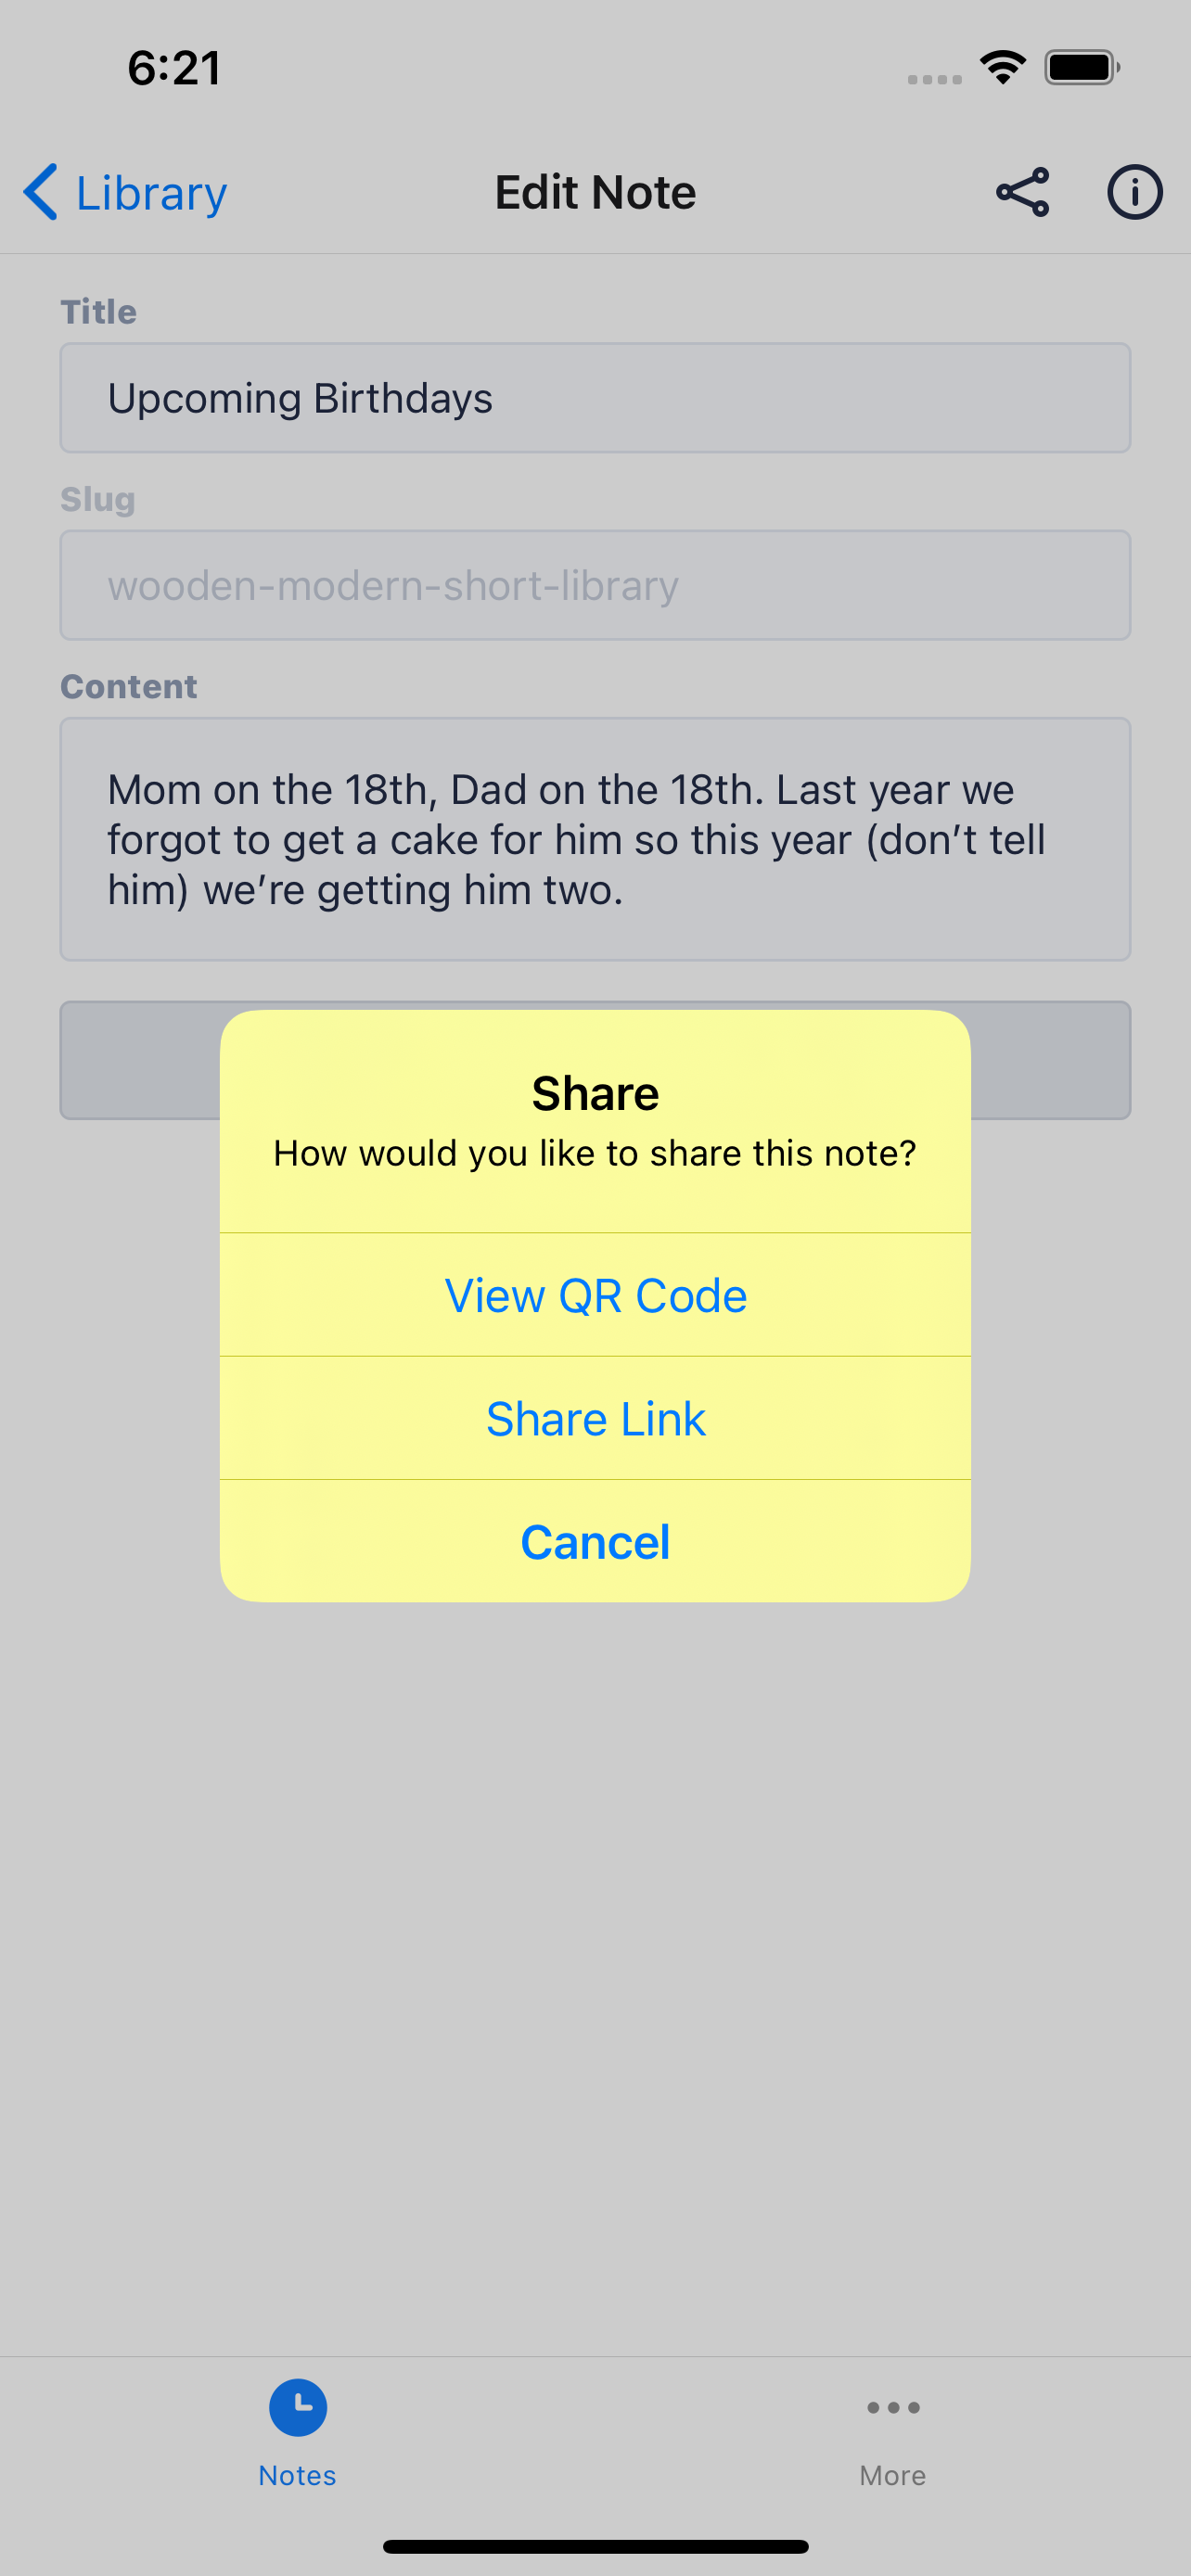 6:21
Library
Edit Note
Title
Upcoming Birthdays
Slug
wooden-modern-short-library
Content
Mom on the 18th, Dad on the 18th. Last year we
forgot to get a cake for him so this year (don’t tell
him) we’re getting him two.
Share
How would you like to share this note?
View QR Code
Share Link
Cancel
Notes
More